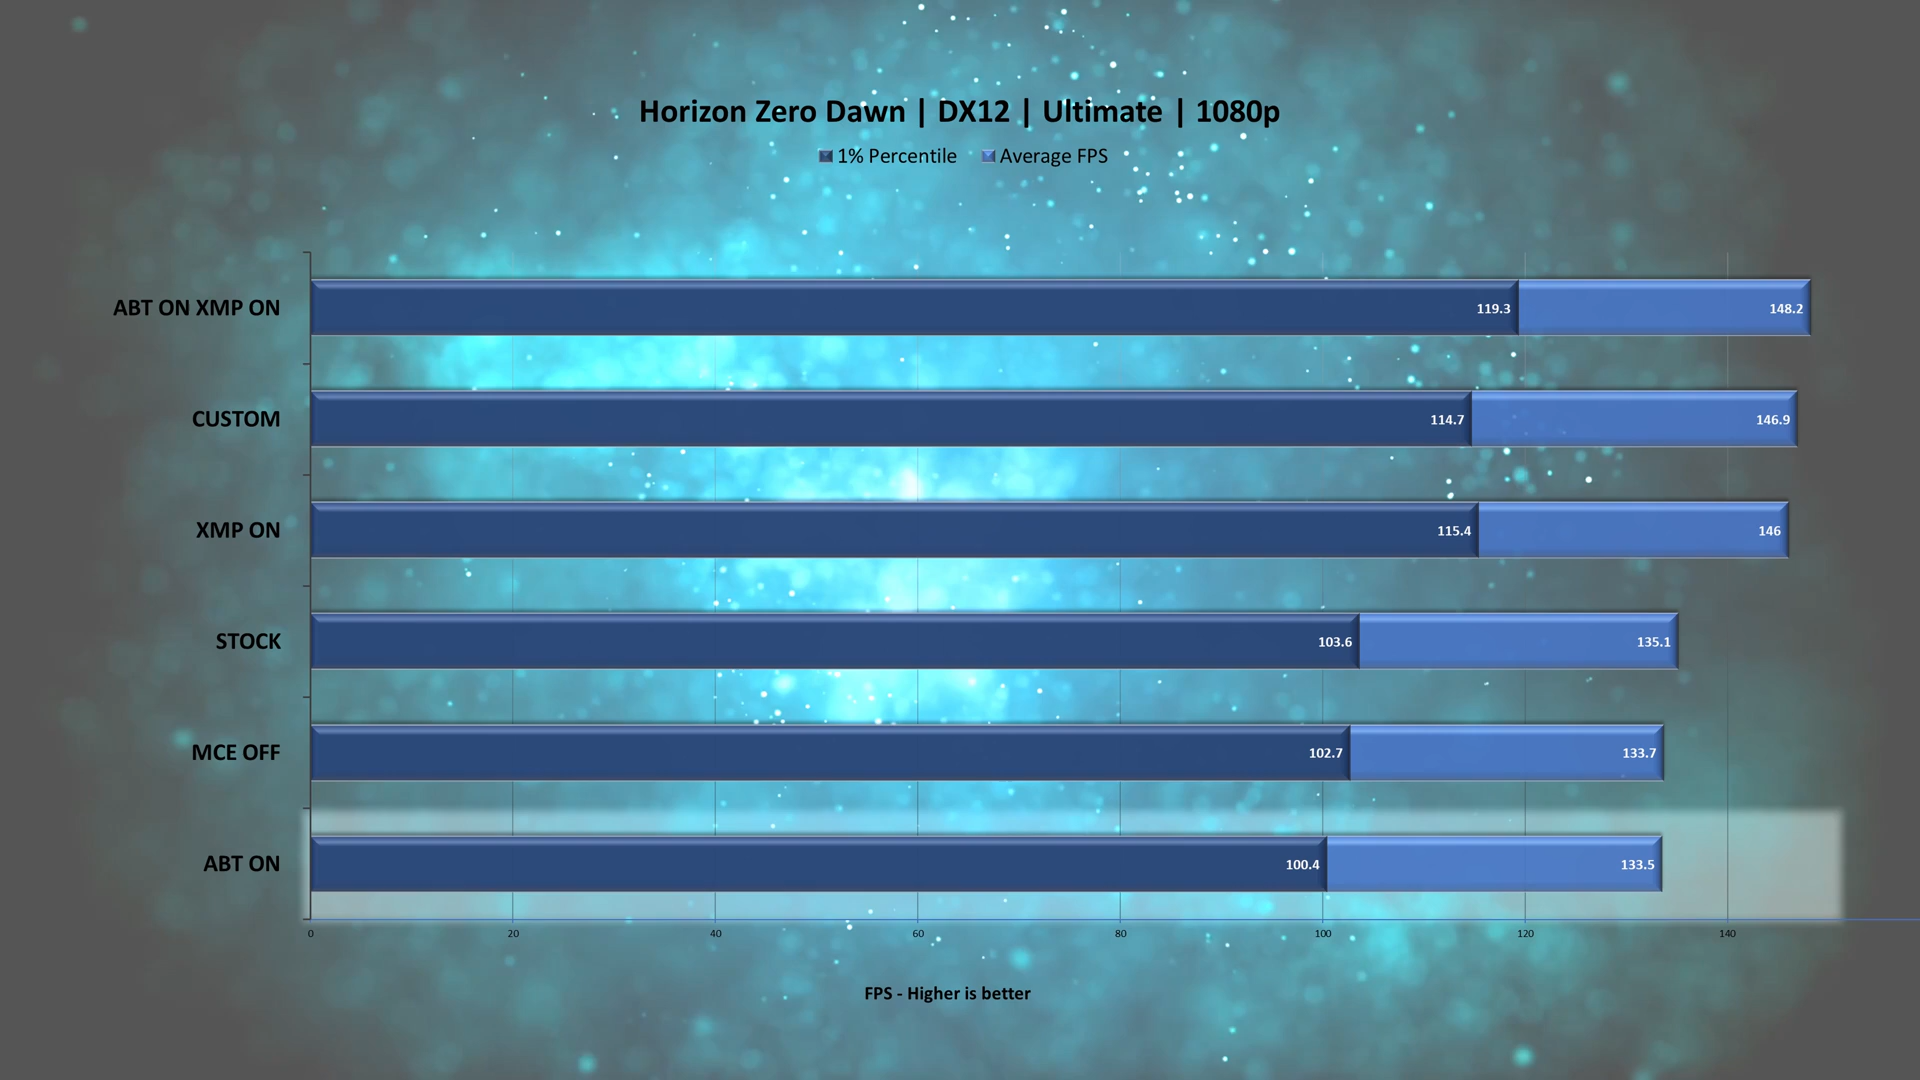 Horizon Zero Dawn | DX12 | Ultimate | 1080p
1% Percentile Average FPS
ABT ON XMP ON 119.3 148.2
CUSTOM 114.7 146.9
XMP ON 115.4 146
STOCK 103.6 135.1
MCE OFF 102.7 133.7
ABT ON 100.4 133.5
0 20 40 60 80 100 120 140
FPS - Higher is better